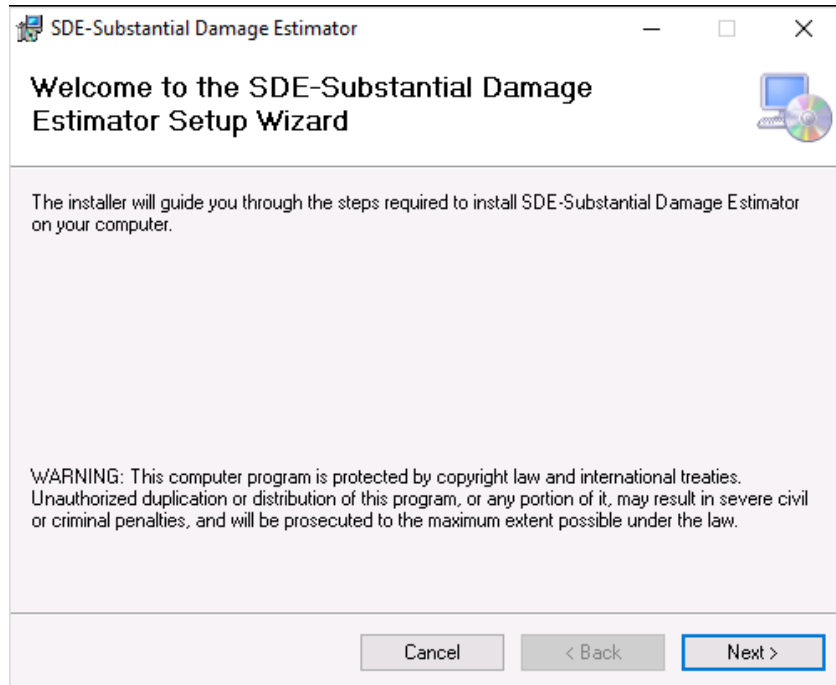 SDE-Substantial Damage Estimator
Welcome to the SDE-Substantial Damage
Estimator Setup Wizard
The installer will guide you through the steps required to install SDE-Substantial Damage Estimator
on your computer.
WARNING: This computer program is protected by copyright law and international treaties.
Unauthorized duplication or distribution of this program, or any portion of it, may result in severe civil
or criminal penalties, and will be prosecuted to the maximum extent possible under the law.
Cancel < Back Next >